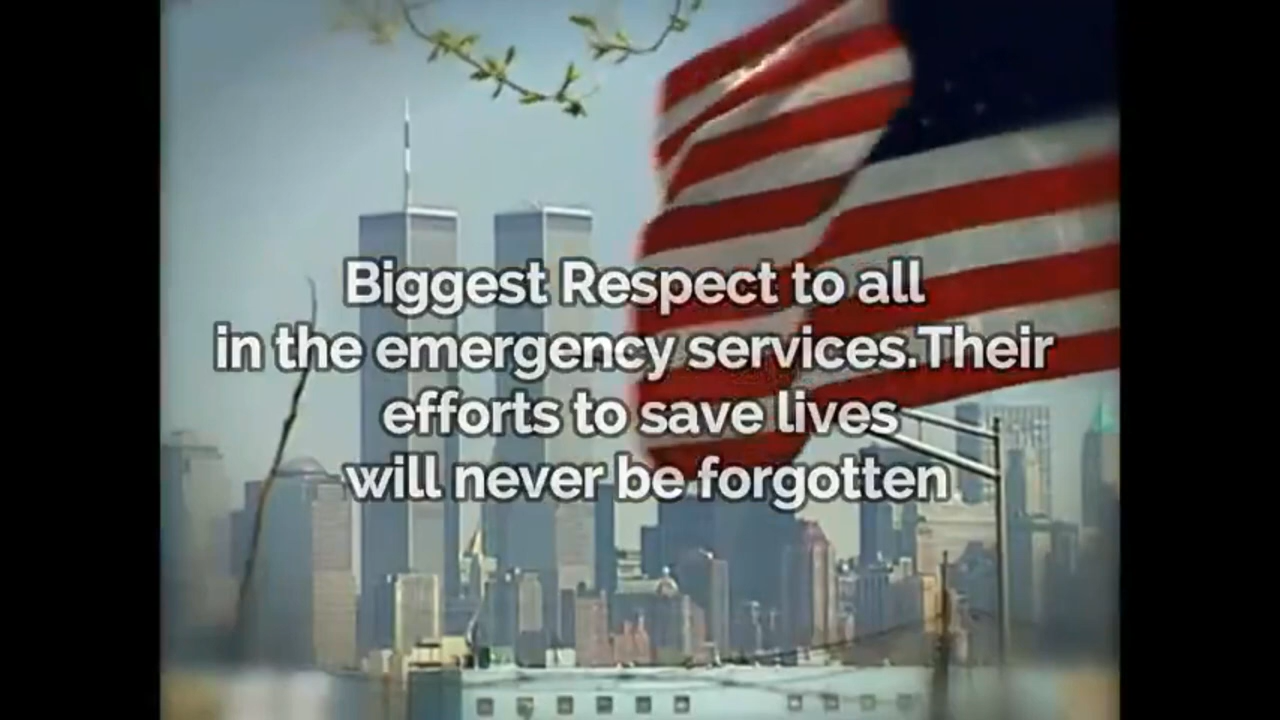 Biggest Respect to all
in the emergency services.Their
efforts to save lives
will never be forgotten